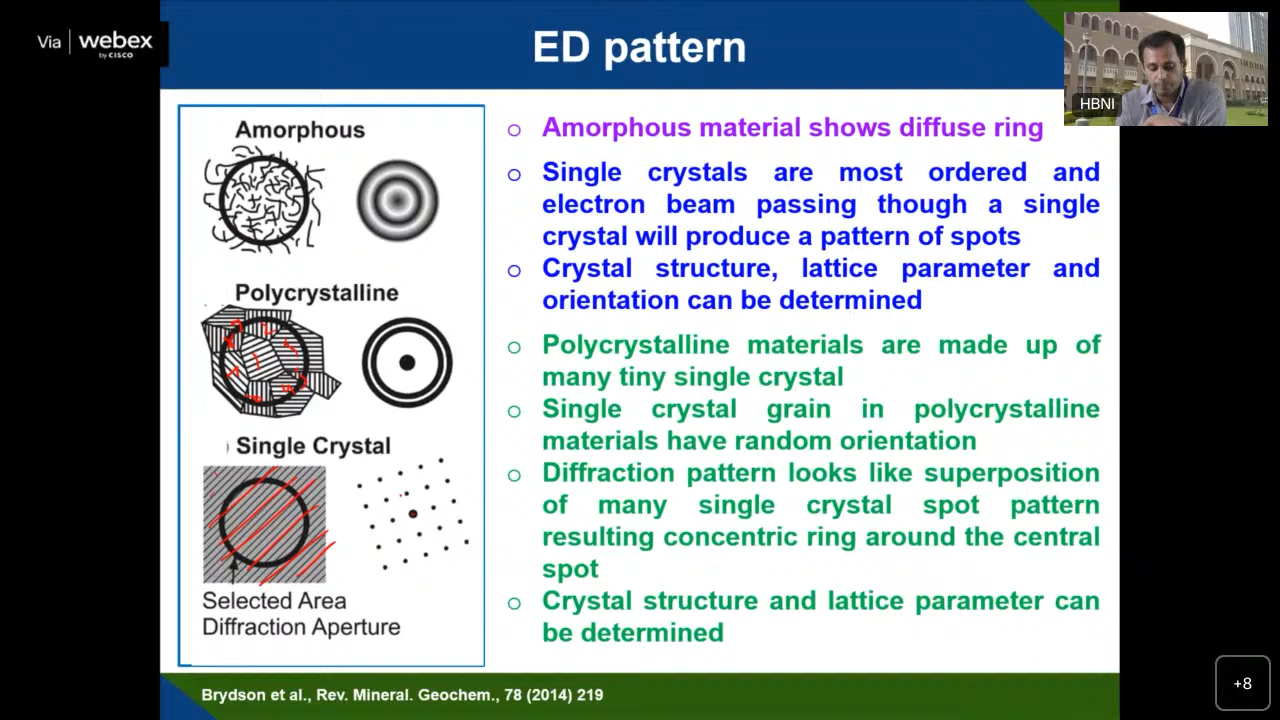 Via webex
by CISCO
ED pattern
HBNI
Amorphous
Polycrystalline
Single Crystal
Selected Area
Diffraction Aperture
o Amorphous material shows diffuse ring
o Single crystals are most ordered and
electron beam passing though a single
crystal will produce a pattern of spots
o Crystal structure, lattice parameter and
orientation can be determined
o Polycrystalline materials are made up of
many tiny single crystal
o Single crystal grain in polycrystalline
materials have random orientation
o Diffraction pattern looks like superposition
of many single crystal spot pattern
resulting concentric ring around the central
spot
o Crystal structure and lattice parameter can
be determined
Brydson et al., Rev. Mineral. Geochem., 78 (2014) 219
+8